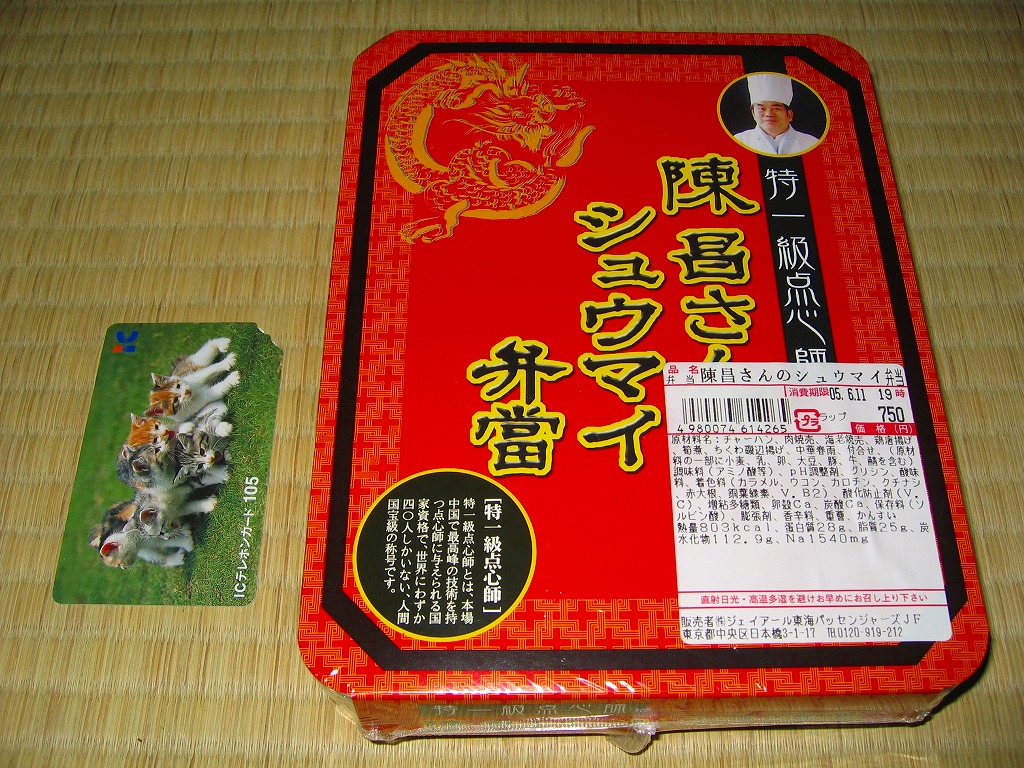 特一級点心師
陳昌さん
シュウマイ
弁當
[特一級点心師]
特一級点心師とは、本場
中国で最高峰の技術を持
つ点心師に与えられる国
家資格で、世界にわずか
四〇人しかいない、人間
国宝級の称号です。
品名
弁当 陳昌さんのシュウマイ弁当
消費期限05. 6.11 19時
4980074614265
プラ
ラップ
750
価格(円)
原材料名：チャーハン、肉焼売、海老焼売、鶏唐揚げ
、筍煮、ちくわ磯辺揚げ、中華春雨、付合せ、(原材
料の一部に小麦、乳、卵、大豆、豚、牛、鯖を含む)
調味料(アミノ酸等)、pH調整剤、グリシン、酸味
料、着色料(カラメル、ウコン、カロチン、クチナシ
、赤大根、銅葉緑素、V.B2)、酸化防止剤(V.
C)、増粘多糖類、卵殻Ca、炭酸Ca、保存料(ソ
ルビン酸)、膨張剤、香辛料、重曹、かんすい
熱量803kcal、蛋白質28g、脂質25g、炭
水化物112.9g、Na1540mg
直射日光・高温多湿を避けお早めにお召し上り下さい
販売者㈱ジェイアール東海パッセンジャーズJF
東京都中央区日本橋3-1-17 TEL0120-919-212
特一級点心師
ICテレホンカード 105